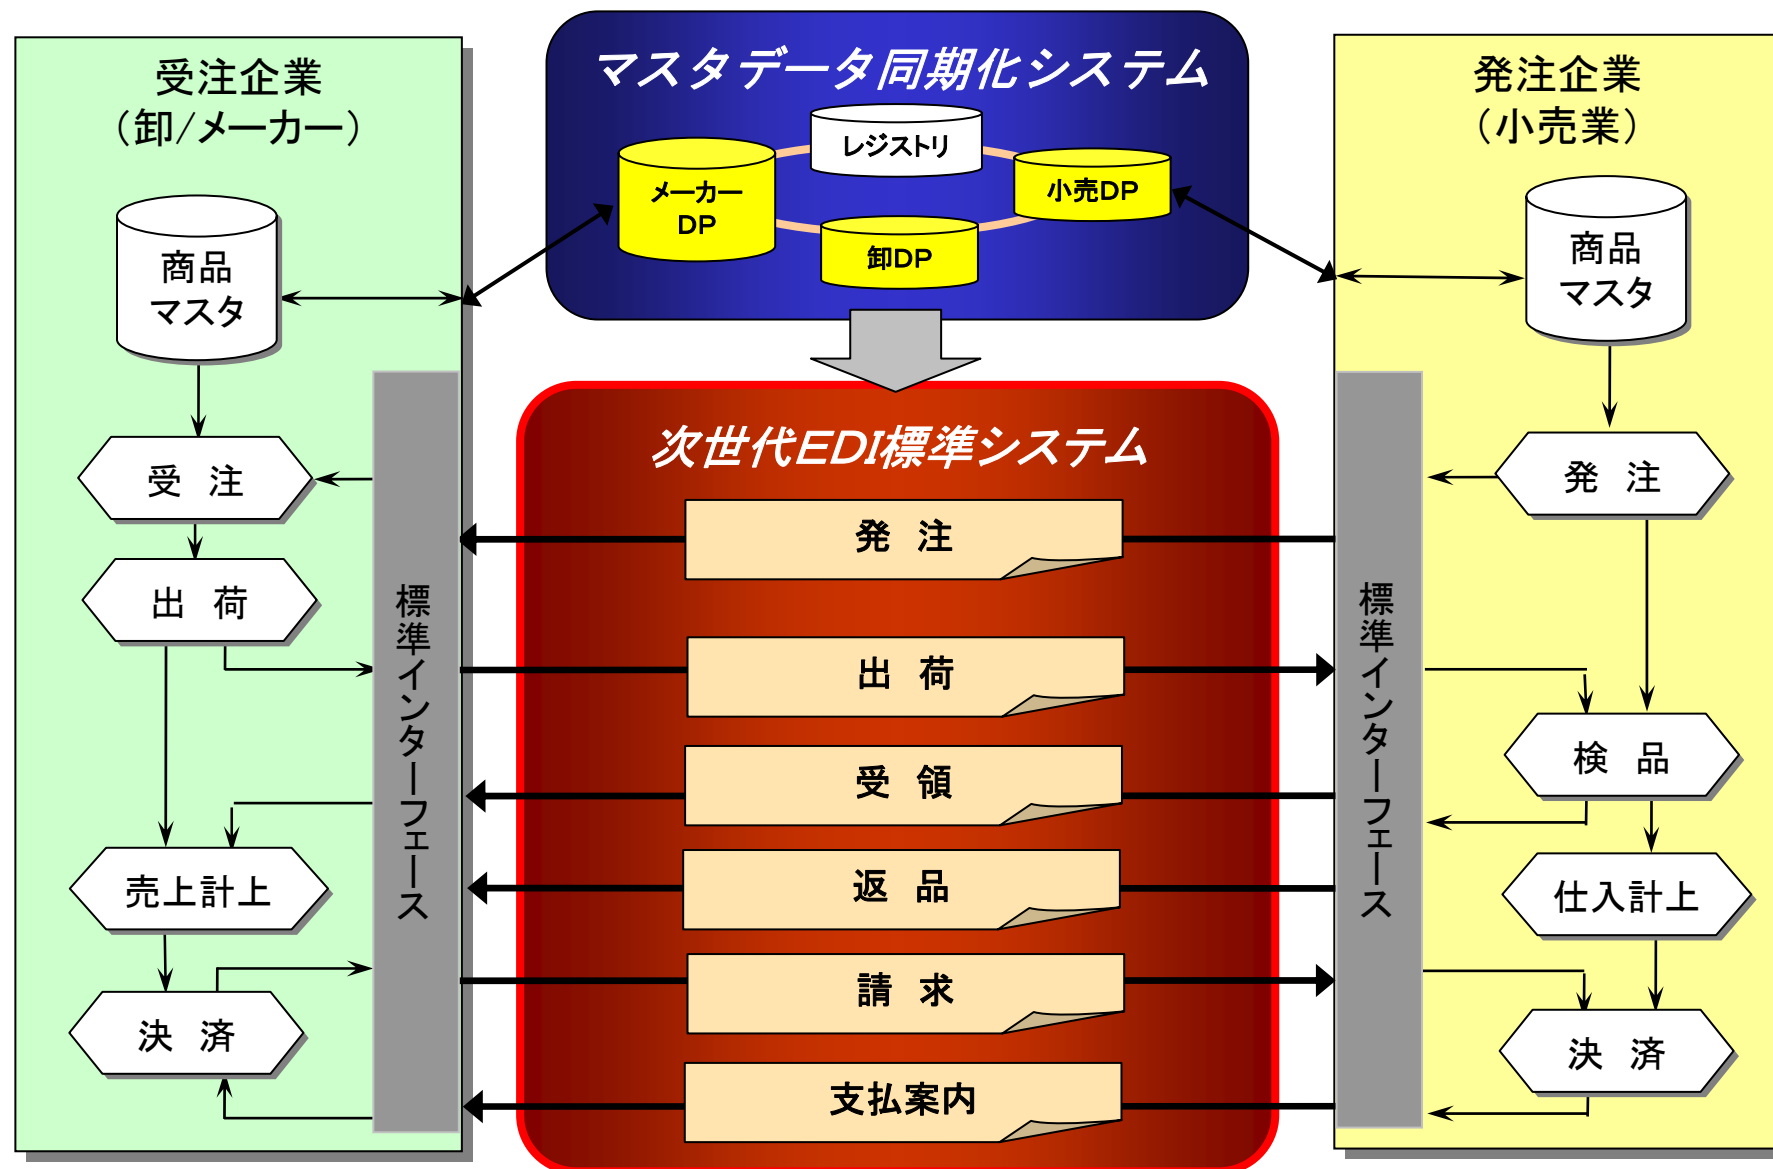 受注企業
（卸/メーカー）
商品
マスタ
受　注
出　荷
売上計上
決　済
標準インターフェース
マスタデータ同期化システム
レジストリ
メーカー
DP
小売DP
卸DP
次世代EDI標準システム
発　注
出　荷
受　領
返　品
請　求
支払案内
発注企業
（小売業）
商品
マスタ
発　注
検　品
仕入計上
決　済
標準インターフェース